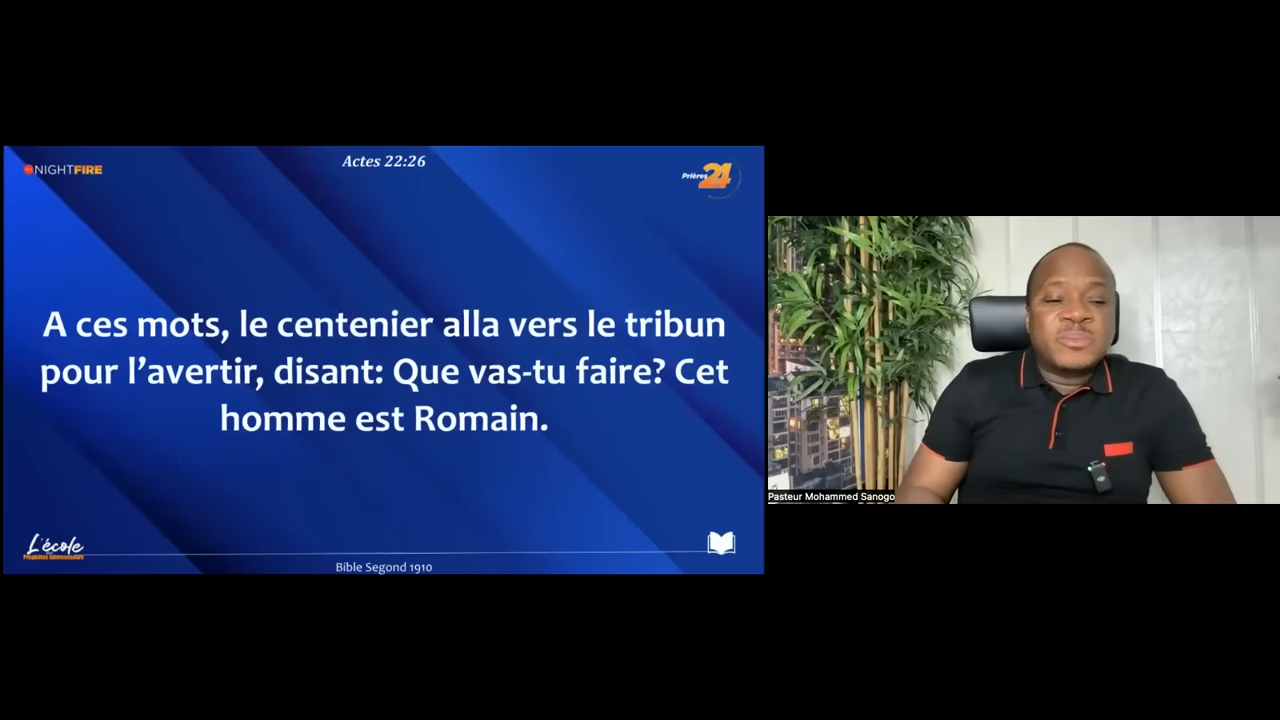 NIGHTFIRE
Actes 22:26
Prières 24
A ces mots, le centenier alla vers le tribun
pour l’avertir, disant: Que vas-tu faire? Cet
homme est Romain.
L'école
Bible Segond 1910
Pasteur Mohammed Sanogo